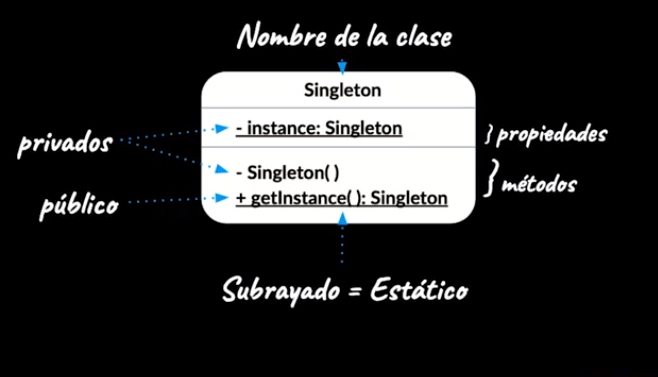 Nombre de la clase
Singleton
- instance: Singleton
} propiedades
privados
- Singleton( )
} métodos
público
+ getInstance( ): Singleton
Subrayado = Estático